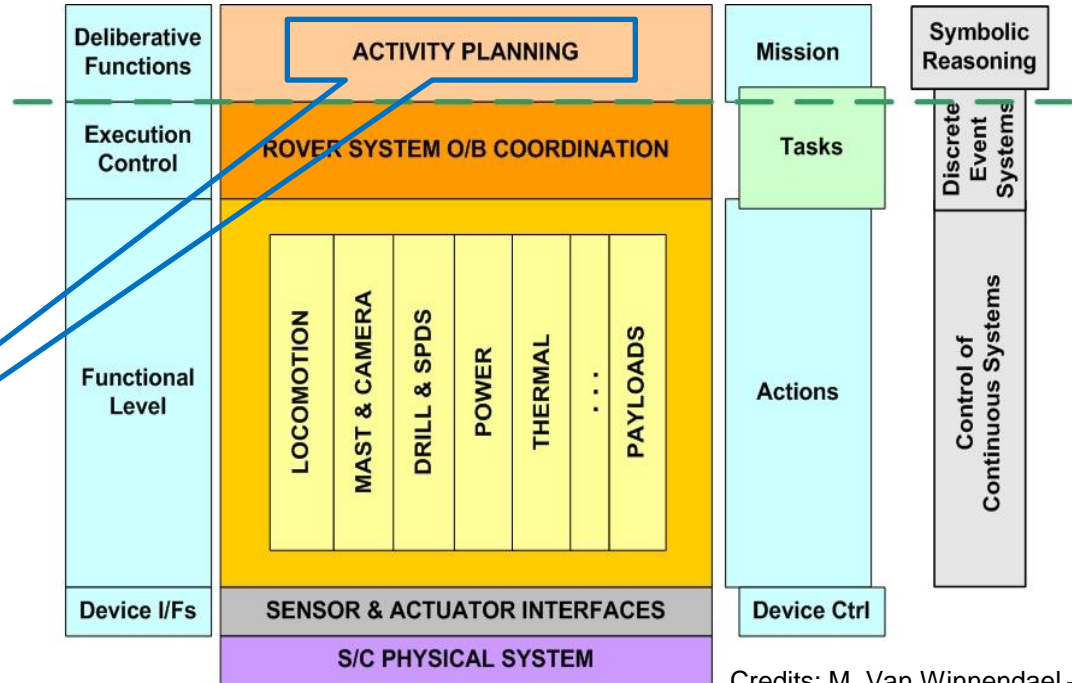 Deliberative
Functions
ACTIVITY PLANNING
Mission
Symbolic
Reasoning
Execution
Control
ROVER SYSTEM O/B COORDINATION
Tasks
Discrete
Event
Systems
Functional
Level
LOCOMOTION
MAST & CAMERA
DRILL & SPDS
POWER
THERMAL
...
PAYLOADS
Actions
Control of
Continuous Systems
Device I/Fs
SENSOR & ACTUATOR INTERFACES
Device Ctrl
S/C PHYSICAL SYSTEM
Credits: M. Van Winnendael -